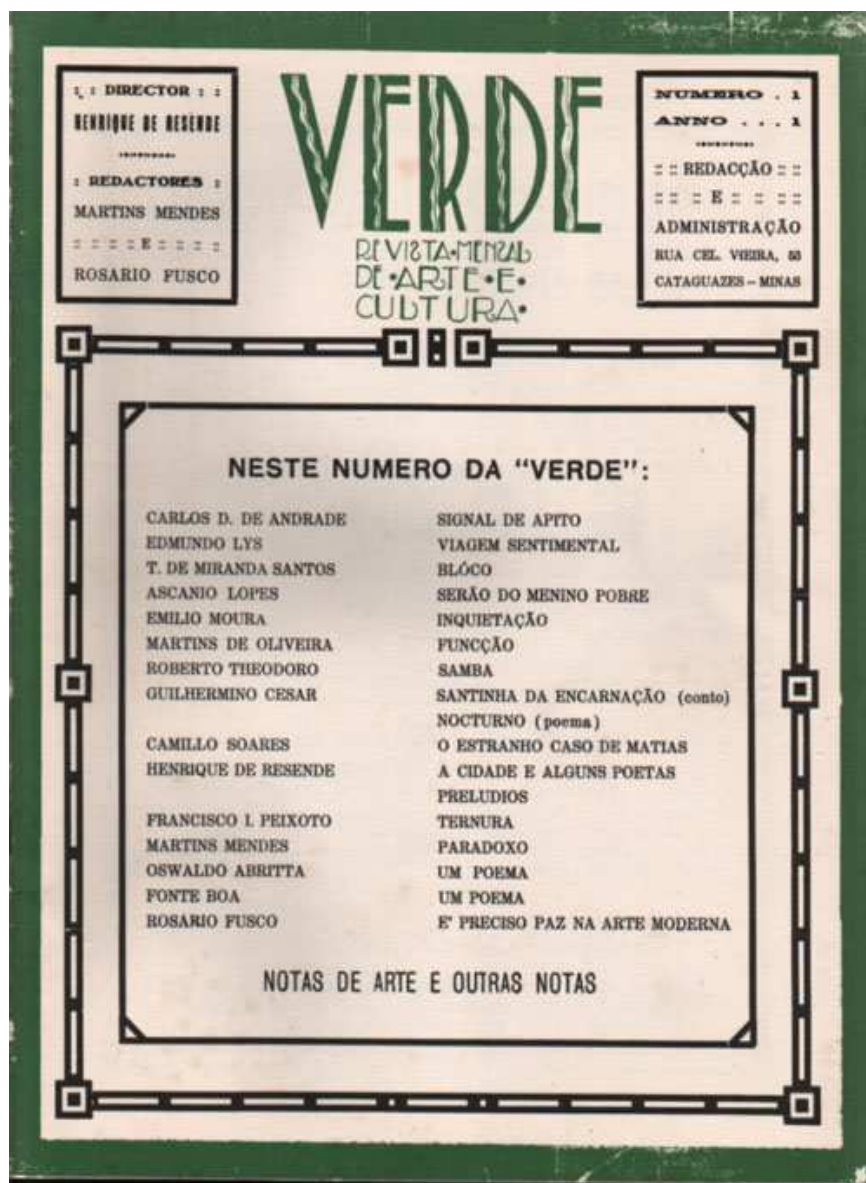 : : DIRECTOR : :
HENRIQUE DE RESENDE
: REDACTORES :
MARTINS MENDES
: : : : E : : : :
ROSARIO FUSCO
VERDE
REVISTA•MENSAL
DE•ARTE•E•
CULTURA•
NUMERO . 1
ANNO . . . 1
:: :: REDACÇÃO :: ::
:: :: :: E :: :: ::
ADMINISTRAÇÃO
RUA CEL. VIEIRA, 53
CATAGUAZES – MINAS
NESTE NUMERO DA "VERDE":
CARLOS D. DE ANDRADE SIGNAL DE APITO
EDMUNDO LYS VIAGEM SENTIMENTAL
T. DE MIRANDA SANTOS BLÓCO
ASCANIO LOPES SERÃO DO MENINO POBRE
EMILIO MOURA INQUIETAÇÃO
MARTINS DE OLIVEIRA FUNCÇÃO
ROBERTO THEODORO SAMBA
GUILHERMINO CESAR SANTINHA DA ENCARNAÇÃO (conto)
NOCTURNO (poema)
CAMILLO SOARES O ESTRANHO CASO DE MATIAS
HENRIQUE DE RESENDE A CIDADE E ALGUNS POETAS
PRELUDIOS
FRANCISCO I. PEIXOTO TERNURA
MARTINS MENDES PARADOXO
OSWALDO ABRITTA UM POEMA
FONTE BOA UM POEMA
ROSARIO FUSCO E' PRECISO PAZ NA ARTE MODERNA
NOTAS DE ARTE E OUTRAS NOTAS